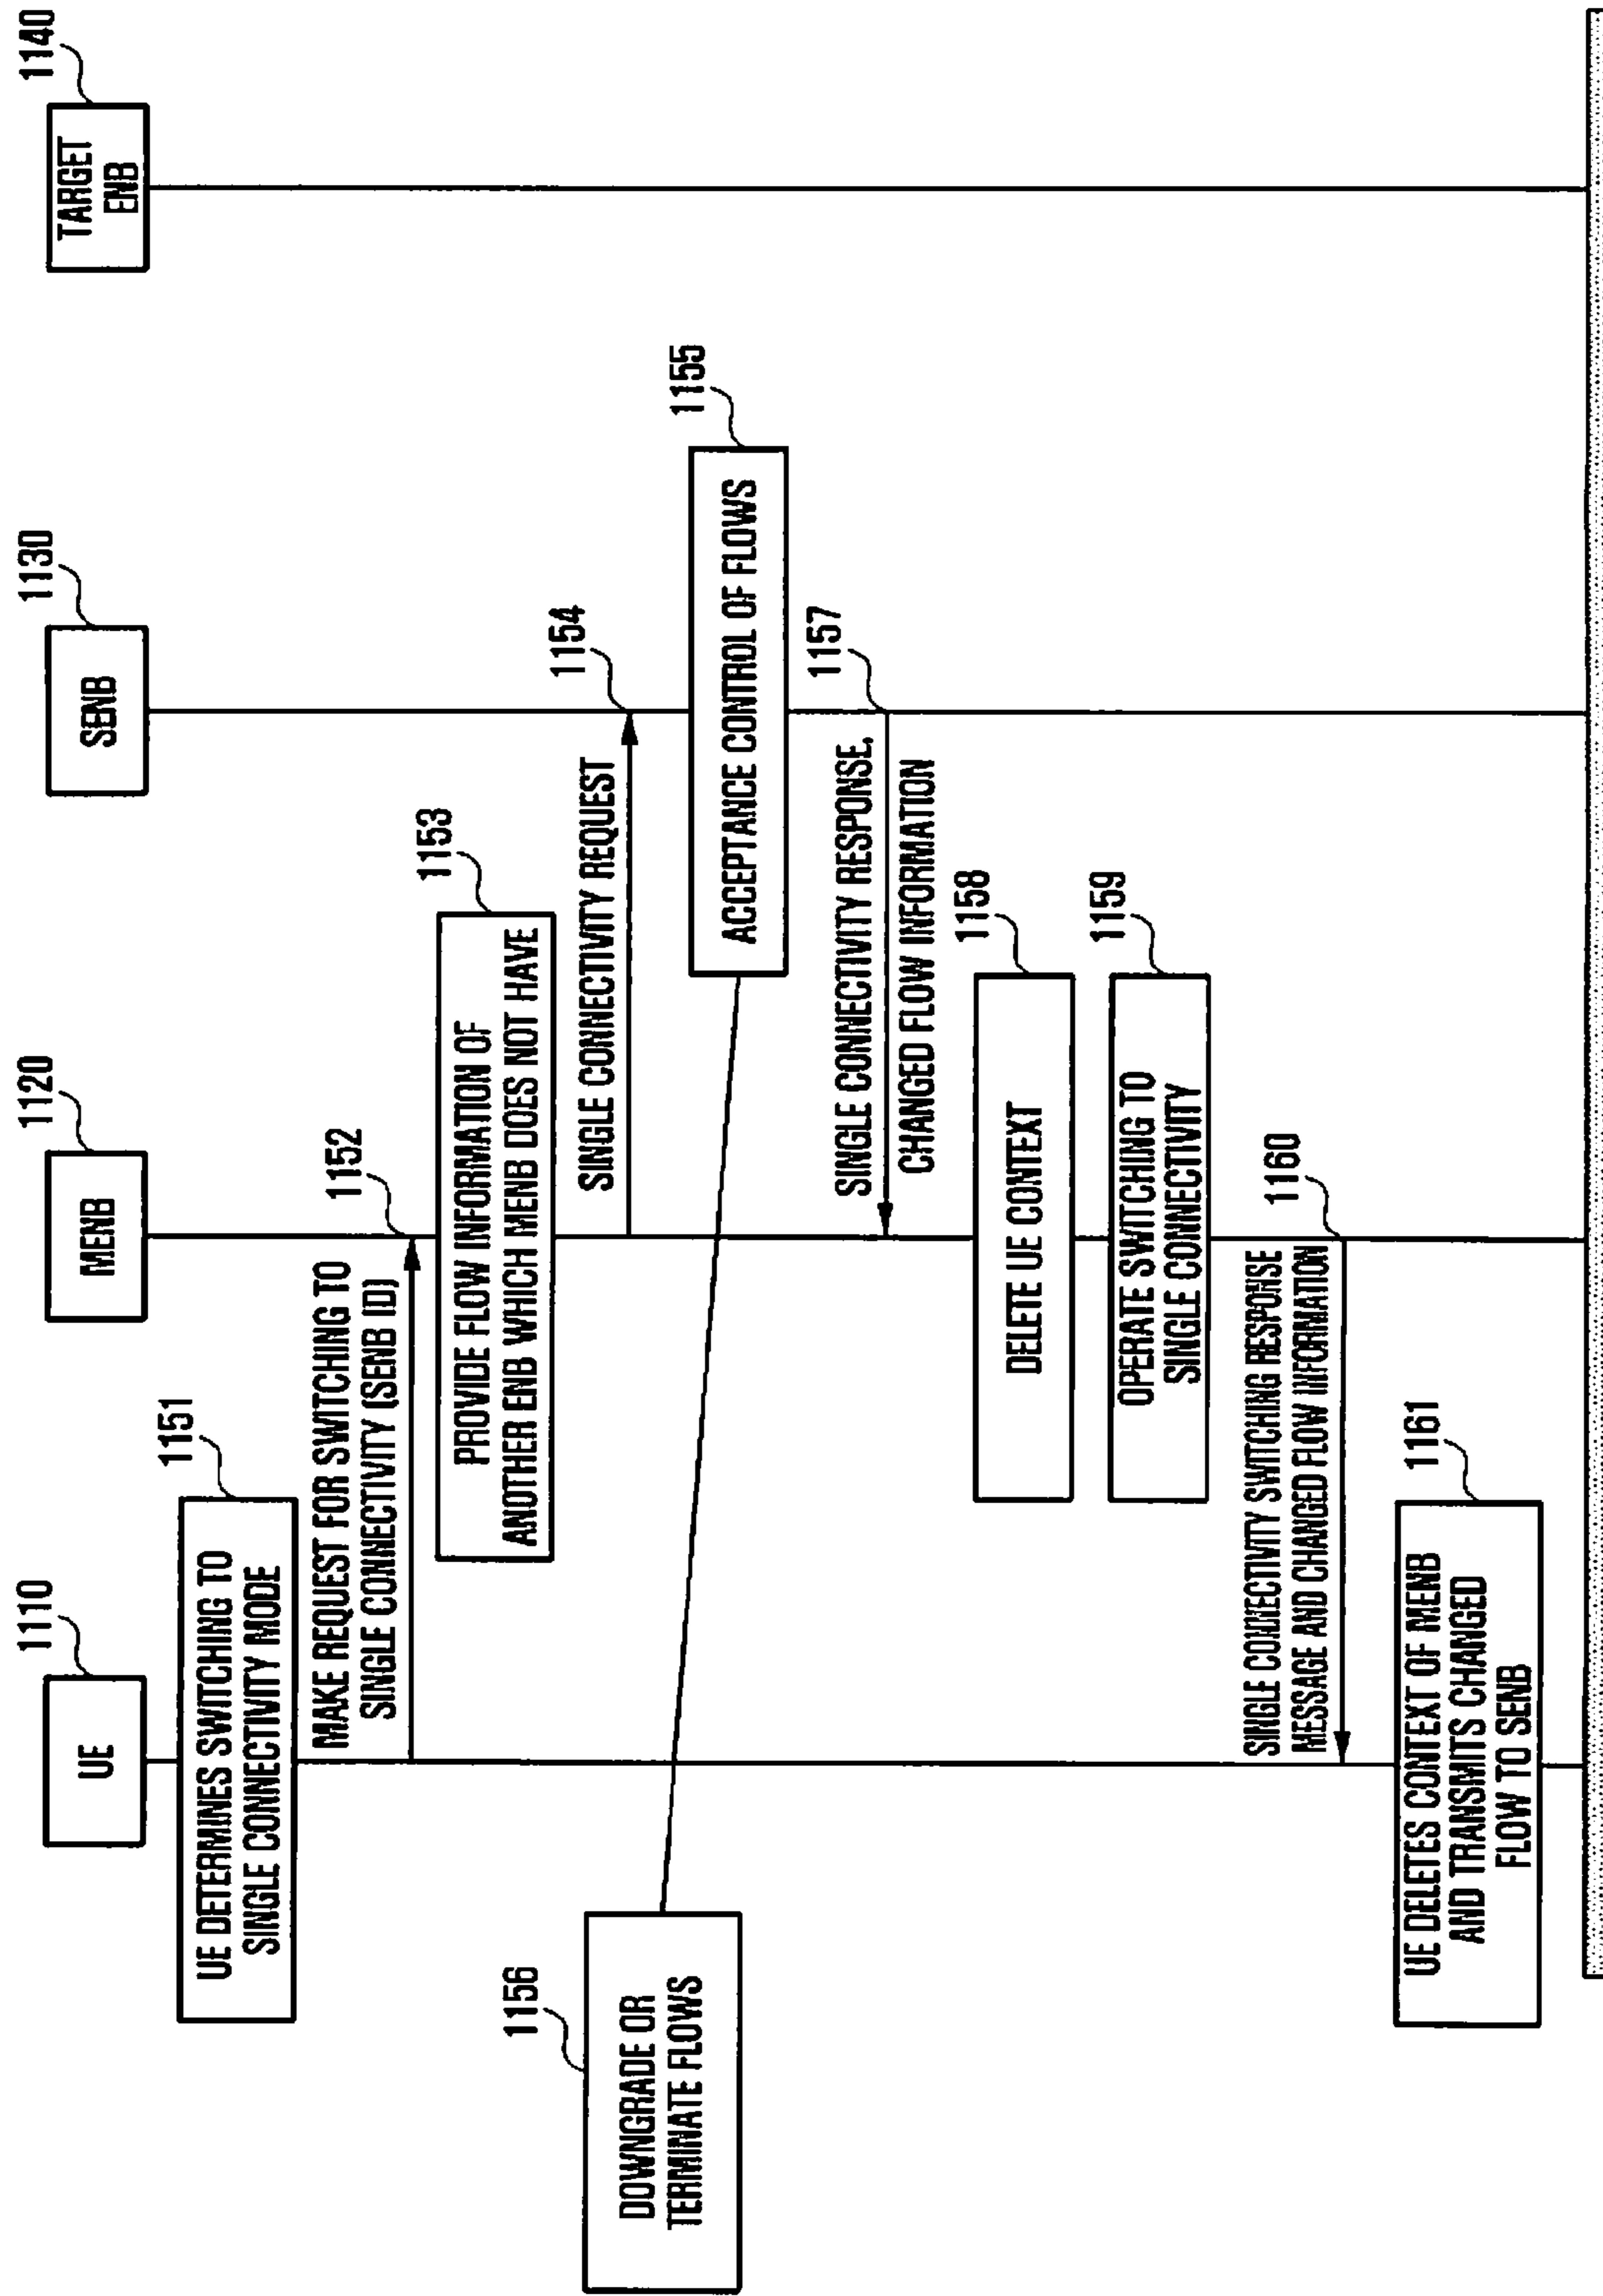 UE
1110
MENB
1120
SENB
1130
TARGET
ENB
1140
UE DETERMINES SWITCHING TO
SINGLE CONNECTIVITY MODE
1151
MAKE REQUEST FOR SWITCHING TO
SINGLE CONNECTIVITY (SENB ID)
1152
PROVIDE FLOW INFORMATION OF
ANOTHER ENB WHICH MENB DOES NOT HAVE
1153
SINGLE CONNECTIVITY REQUEST
1154
ACCEPTANCE CONTROL OF FLOWS
1155
DOWNGRADE OR
TERMINATE FLOWS
1156
SINGLE CONNECTIVITY RESPONSE,
CHANGED FLOW INFORMATION
1157
DELETE UE CONTEXT
1158
OPERATE SWITCHING TO
SINGLE CONNECTIVITY
1159
SINGLE CONNECTIVITY SWITCHING RESPONSE
MESSAGE AND CHANGED FLOW INFORMATION
1160
UE DELETES CONTEXT OF MENB
AND TRANSMITS CHANGED
FLOW TO SENB
1161